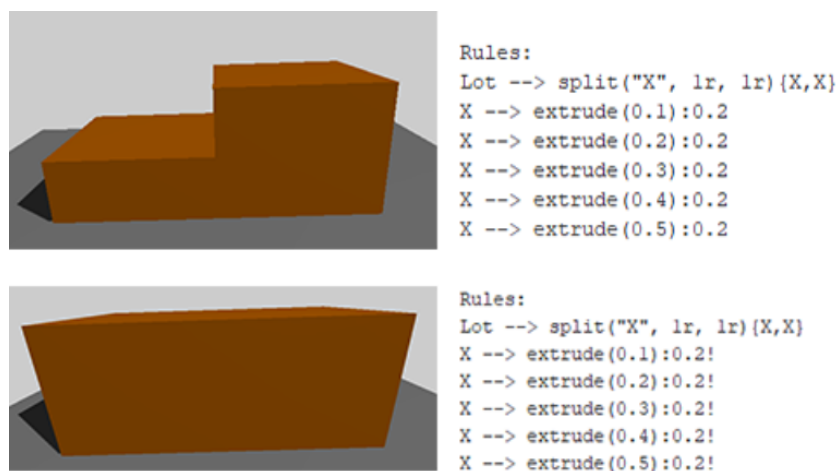 Rules:
Lot --> split("X", 1r, 1r){X,X}
X --> extrude(0.1):0.2
X --> extrude(0.2):0.2
X --> extrude(0.3):0.2
X --> extrude(0.4):0.2
X --> extrude(0.5):0.2
Rules:
Lot --> split("X", 1r, 1r){X,X}
X --> extrude(0.1):0.2!
X --> extrude(0.2):0.2!
X --> extrude(0.3):0.2!
X --> extrude(0.4):0.2!
X --> extrude(0.5):0.2!